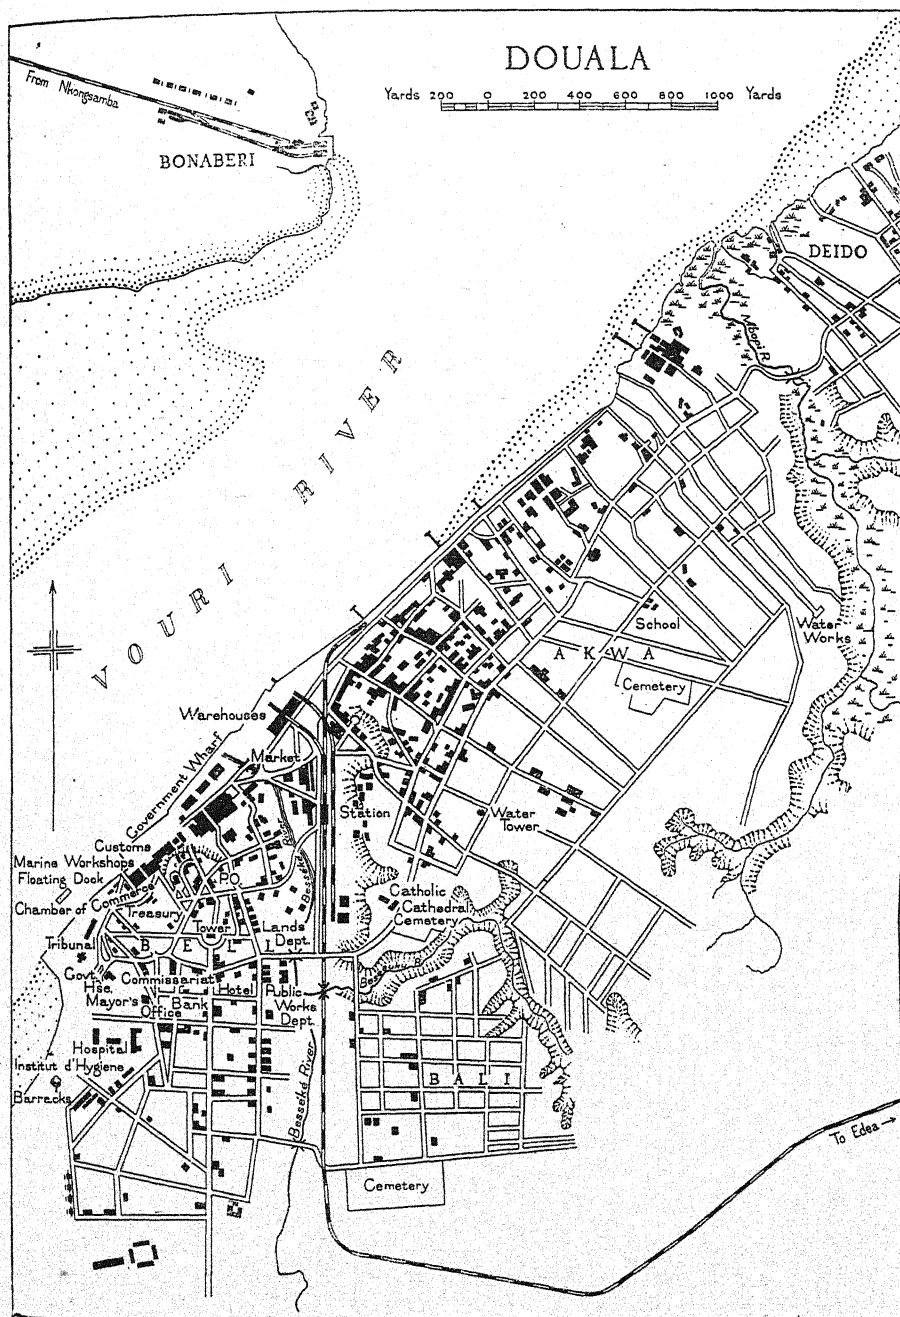 DOUALA
Yards 200 0 200 400 600 800 1000 Yards
From Nkongsamba
BONABERI
DEIDO
Mbopi R.
VOURI RIVER
School
Water
Works
AKWA
Cemetery
Warehouses
Government Wharf
Market
Station
Water
Tower
Customs
Marine Workshops
Floating Dock
Chamber of Commerce
P.O.
Treasury
Tower
Lands
Dept.
Catholic
Cathedral
Cemetery
Tribunal
BELL
Govt.
Hse.
Commissariat
Hotel
Mayor's
Office
Bank
Public
Works
Dept.
Hospital
Institut d'Hygiene
Barracks
Besseké River
BALI
To Edea
Cemetery